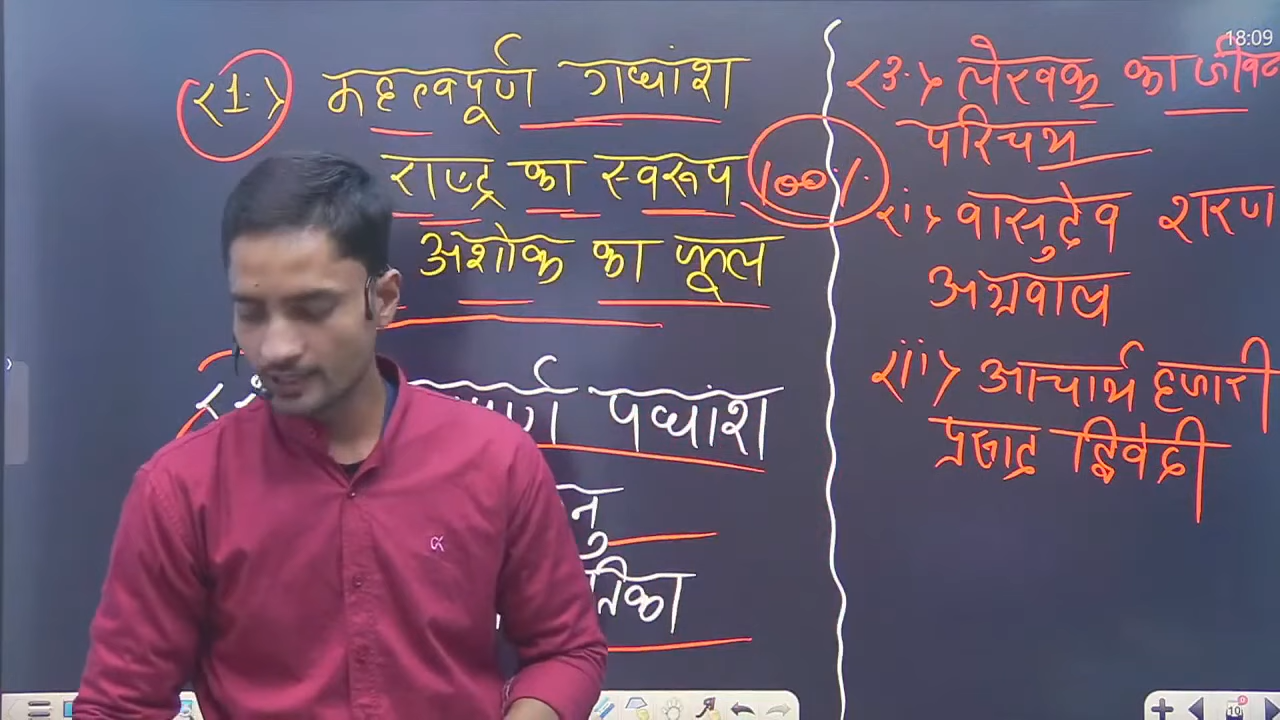 <1.> महत्वपूर्ण गद्यांश
राष्ट्र का स्वरूप 100%
अशोक का फूल
पद्यांश
18:09
<3.> लेखक का जीवन
परिचय
i> वासुदेव शरण
अग्रवाल
ii> आचार्य हजारी
प्रसाद द्विवेदी
19